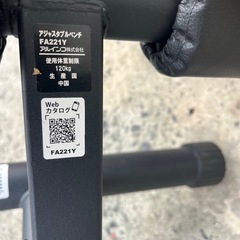 アジャスタブルベンチ
FA221Y
アルインコ株式会社
使用体重制限
120kg
生産国
中国
Web
カタログ
FA221Y